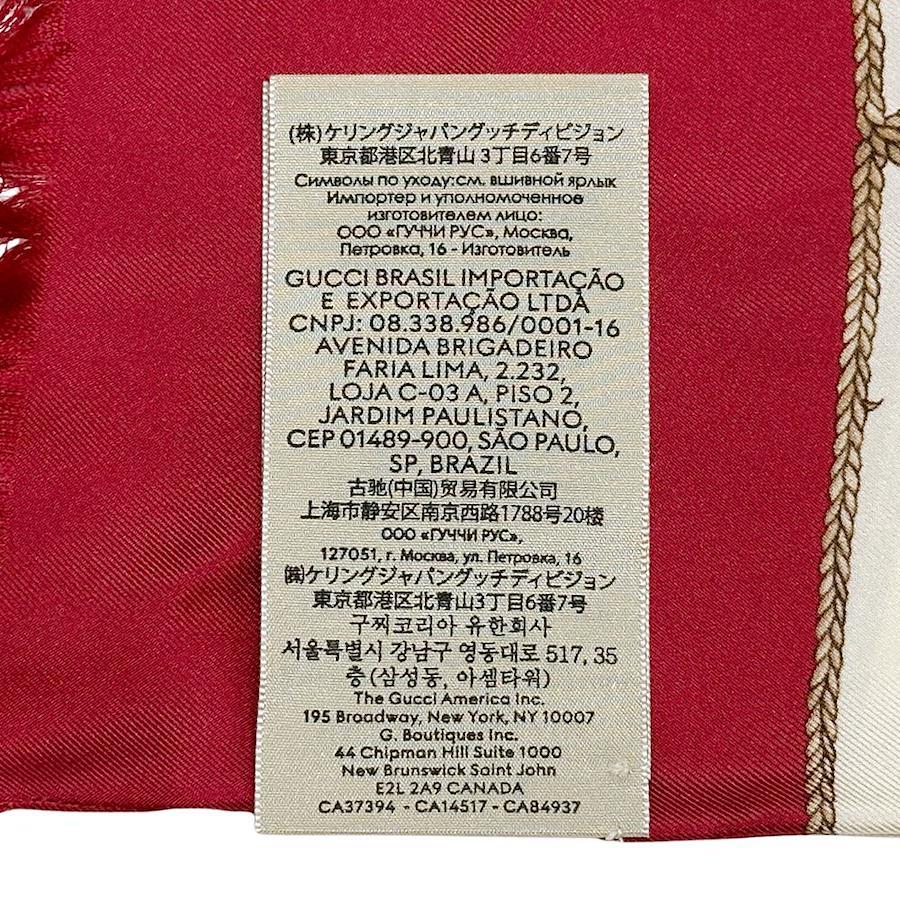 (株)ケリングジャパングッチディビジョン
東京都港区北青山 3丁目6番7号
Символы по уходу:см. вшивной ярлык
Импортер и уполномоченное
изготовителем лицо:
ООО «ГУЧЧИ РУС», Москва,
Петровка, 16 - Изготовитель
GUCCI BRASIL IMPORTAÇÃO
E EXPORTAÇÃO LTDA
CNPJ: 08.338.986/0001-16
AVENIDA BRIGADEIRO
FARIA LIMA, 2.232,
LOJA C-03 A, PISO 2,
JARDIM PAULISTANO,
CEP 01489-900, SÃO PAULO,
SP, BRAZIL
古驰(中国)贸易有限公司
上海市静安区南京西路1788号20楼
ООО «ГУЧЧИ РУС»,
127051, г. Москва, ул. Петровка, 16
㈱ケリングジャパングッチディビジョン
東京都港区北青山3丁目6番7号
구찌코리아 유한회사
서울특별시 강남구 영동대로 517, 35
층 (삼성동, 아셈타워)
The Gucci America Inc.
195 Broadway, New York, NY 10007
G. Boutiques Inc.
44 Chipman Hill Suite 1000
New Brunswick Saint John
E2L 2A9 CANADA
CA37394 - CA14517 - CA84937